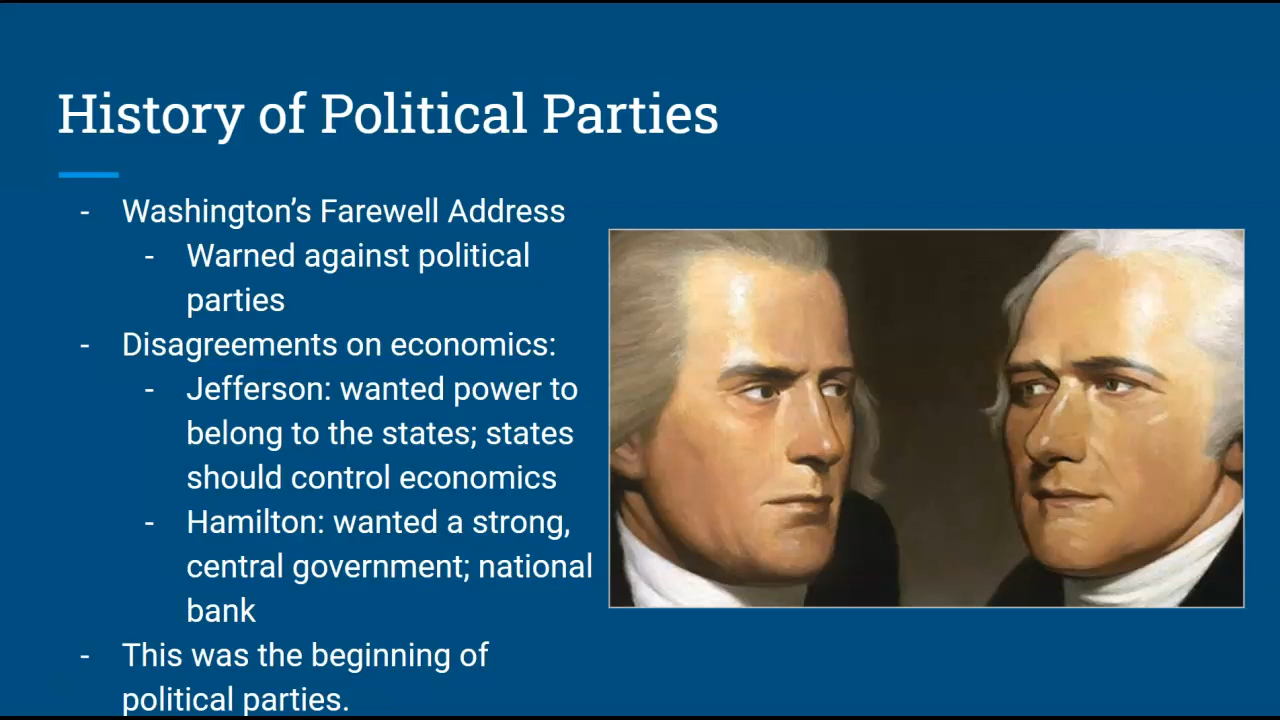 History of Political Parties
- Washington’s Farewell Address
- Warned against political
parties
- Disagreements on economics:
- Jefferson: wanted power to
belong to the states; states
should control economics
- Hamilton: wanted a strong,
central government; national
bank
- This was the beginning of
political parties.